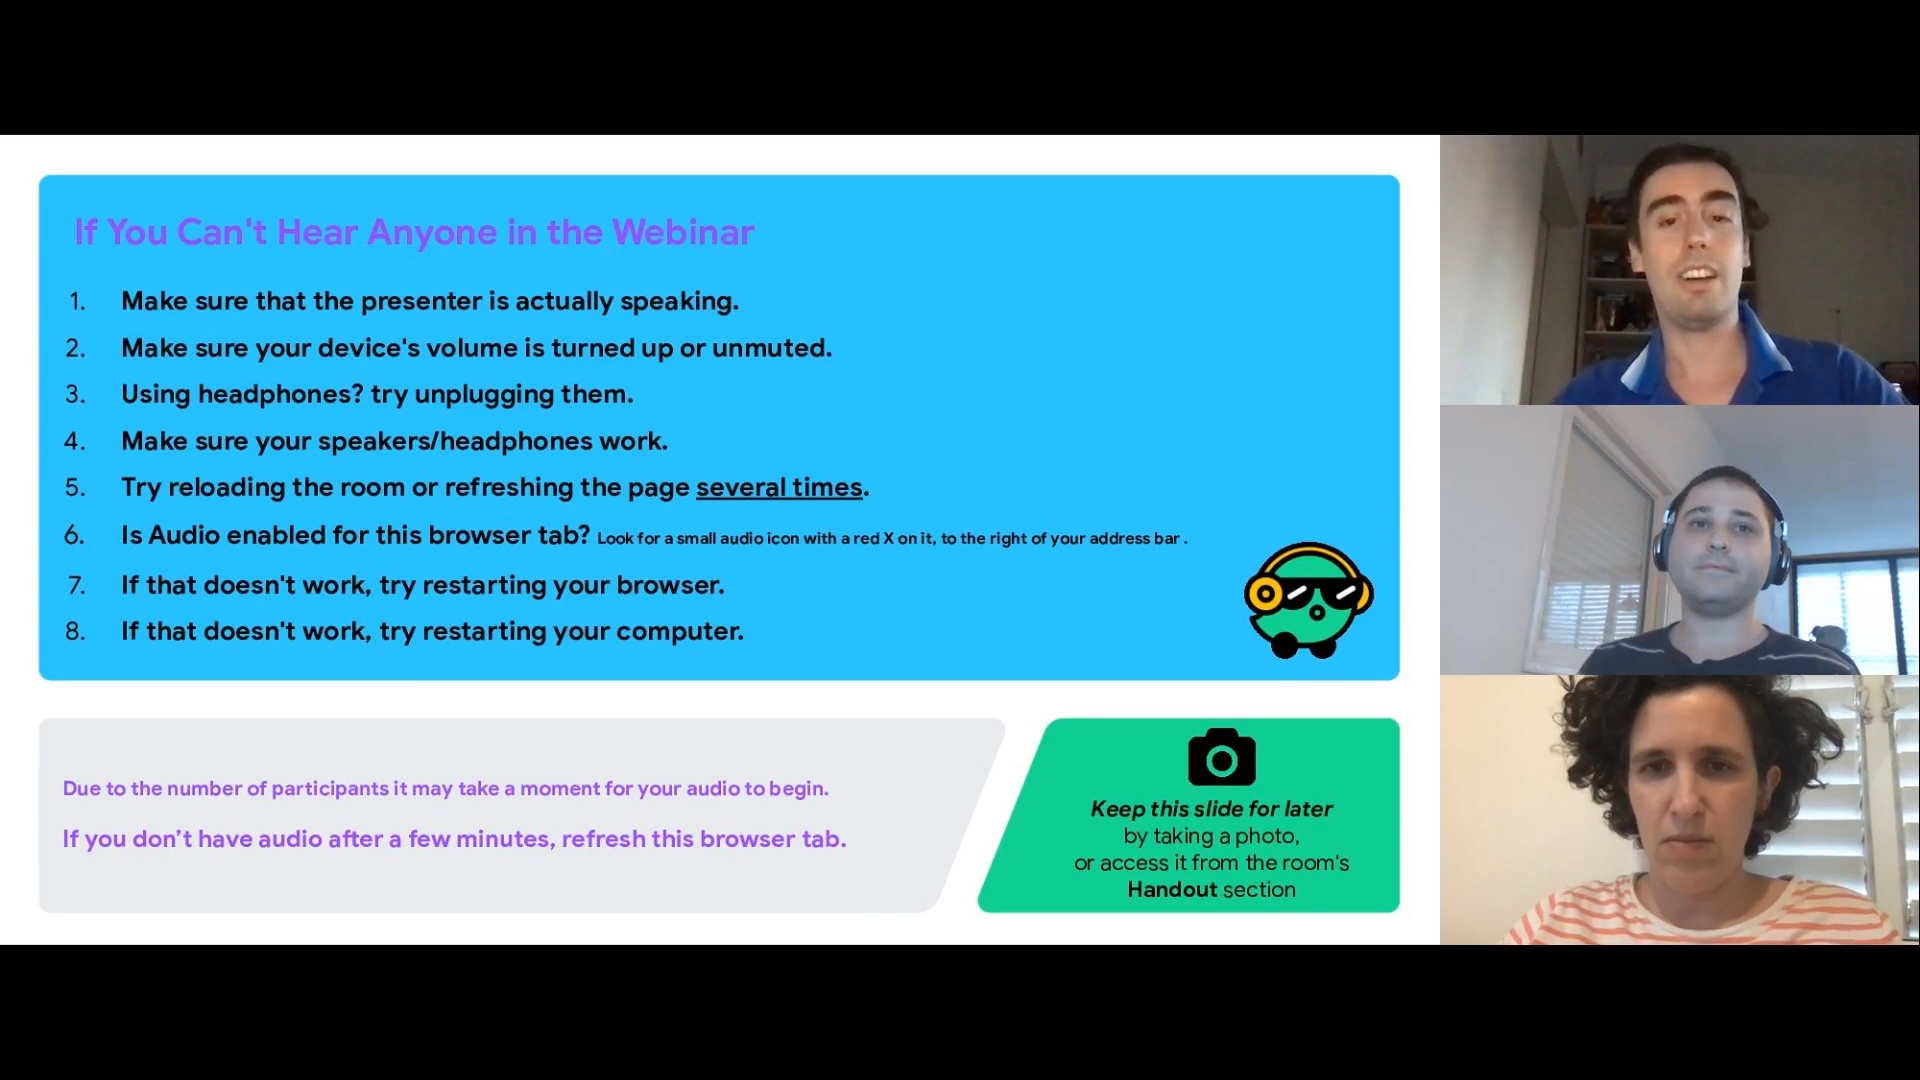 If You Can't Hear Anyone in the Webinar
1. Make sure that the presenter is actually speaking.
2. Make sure your device's volume is turned up or unmuted.
3. Using headphones? try unplugging them.
4. Make sure your speakers/headphones work.
5. Try reloading the room or refreshing the page several times.
6. Is Audio enabled for this browser tab? Look for a small audio icon with a red X on it, to the right of your address bar .
7. If that doesn't work, try restarting your browser.
8. If that doesn't work, try restarting your computer.
Due to the number of participants it may take a moment for your audio to begin.
If you don’t have audio after a few minutes, refresh this browser tab.
Keep this slide for later
by taking a photo,
or access it from the room's
Handout section